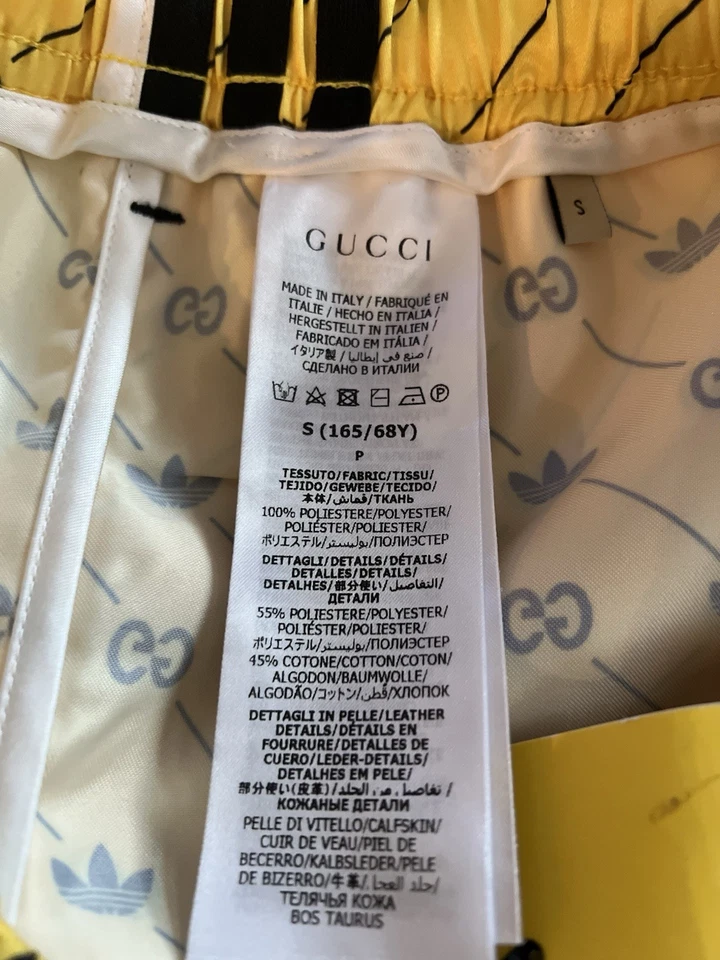 S
GUCCI
MADE IN ITALY / FABRIQUÉ EN
ITALIE / HECHO EN ITALIA /
HERGESTELLT IN ITALIEN /
FABRICADO EM ITÁLIA /
イタリア製 / صنع في إيطاليا /
СДЕЛАНО В ИТАЛИИ
P
S (165/68Y)
P
TESSUTO/FABRIC/TISSU/
TEJIDO/GEWEBE/TECIDO/
本体/قماش/ТКАНЬ
100% POLIESTERE/POLYESTER/
POLIÉSTER/POLIESTER/
ポリエステル/بوليستر/ПОЛИЭСТЕР
DETTAGLI/DETAILS/DÉTAILS/
DETALLES/DETAILS/
DETALHES/部分使い/التفاصيل/
ДЕТАЛИ
55% POLIESTERE/POLYESTER/
POLIÉSTER/POLIESTER/
ポリエステル/بوليستر/ПОЛИЭСТЕР
45% COTONE/COTTON/COTON/
ALGODON/BAUMWOLLE/
ALGODÃO/コットン/قطن/ХЛОПОК
DETTAGLI IN PELLE/LEATHER
DETAILS/DÉTAILS EN
FOURRURE/DETALLES DE
CUERO/LEDER-DETAILS/
DETALHES EM PELE/
部分使い(皮革)/تفاصيل من الجلد/
КОЖАНЫЕ ДЕТАЛИ
PELLE DI VITELLO/CALFSKIN/
CUIR DE VEAU/PIEL DE
BECERRO/KALBSLEDER/PELE
DE BIZERRO/牛革/جلد العجل/
ТЕЛЯЧЬЯ КОЖА
BOS TAURUS